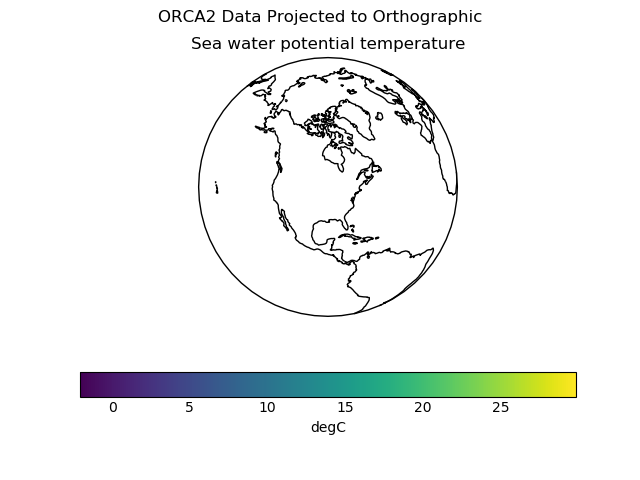 ORCA2 Data Projected to Orthographic
Sea water potential temperature
0 5 10 15 20 25
degC